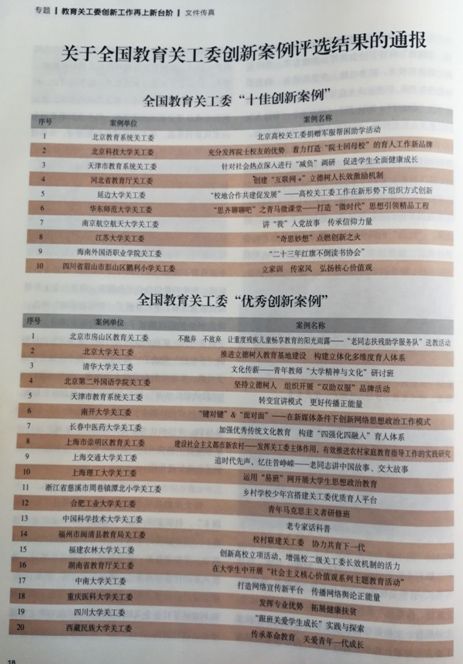 专题 | 教育关工委创新工作再上新台阶 | 文件传真
关于全国教育关工委创新案例评选结果的通报
全国教育关工委“十佳创新案例”
序号 案例单位 案例名称
1 北京教育系统关工委 北京高校关工委捐赠军服帮困助学活动
2 北京科技大学关工委 充分发挥院士校友的优势 着力打造“院士回母校”的育人工作新品牌
3 天津市教育系统关工委 针对社会热点深入进行“减负”调研 促进学生全面健康成长
4 河北省教育厅关工委 创建“互联网+”立德树人长效激励机制
5 延边大学关工委 “校地合作共建促发展”——高校关工委工作在新形势下组织方式创新
6 华东师范大学关工委 “思齐聊聊吧”之青马微课堂——打造“微时代”思想引领精品工程
7 南京航空航天大学关工委 讲“我”入党故事 传承信仰力量
8 江苏大学关工委 “奇思妙想”点燃创新之火
9 海南外国语职业学院关工委 “二十三年红旗不倒读书协会”
10 四川省眉山市彭山区鹏利小学关工委 立家训 传家风 弘扬核心价值观
全国教育关工委“优秀创新案例”
序号 案例单位 案例名称
1 北京市房山区教育关工委 不抛弃 不放弃 让重度残疾儿童畅享教育的阳光雨露——“老同志扶残助学服务队”送教活动
2 北京大学关工委 推进立德树人教育基地建设 构建立体化多维度育人体系
3 清华大学关工委 文化传薪——青年教师“大学精神与文化”研讨班
4 北京第二外国语学院关工委 坚持立德树人 组织开展“双助双服”品牌活动
5 天津市教育系统关工委 转变宣讲模式 更好传播正能量
6 南开大学关工委 “键对键”&“面对面”——在新媒体条件下创新网络思想政治工作模式
7 长春中医药大学关工委 加强优秀传统文化教育 构建“四强化四融入”育人体系
8 上海市崇明区教育关工委 建设社会主义都市新农村——发挥关工委主体作用，有效推进农村家庭教育指导工作的实践研究
9 上海交通大学关工委 追时代先声，忆往昔峥嵘——老同志讲中国故事、交大故事
10 上海理工大学关工委 运用“易班”网开展大学生思想政治教育
11 浙江省慈溪市周巷镇潭北小学关工委 乡村学校少年宫搭建关工委优质育人平台
12 合肥工业大学关工委 青年马克思主义者研修班
13 中国科学技术大学关工委 老专家话科普
14 福州市闽清县教育局关工委 校村联建关工委 协力共育下一代
15 福建农林大学关工委 创新高校立项活动，增强校二级关工委长效机制的活力
16 湖南省教育厅关工委 在大学生中开展“社会主义核心价值观系列主题教育活动”
17 中南大学关工委 打造网络宣传新平台 传播网络舆论正能量
18 重庆医科大学关工委 发挥专业优势 拓展健康扶贫
19 四川大学关工委 “跟班关爱学生成长”实践与探索
20 西藏民族大学关工委 传承革命教育 关爱青年一代成长